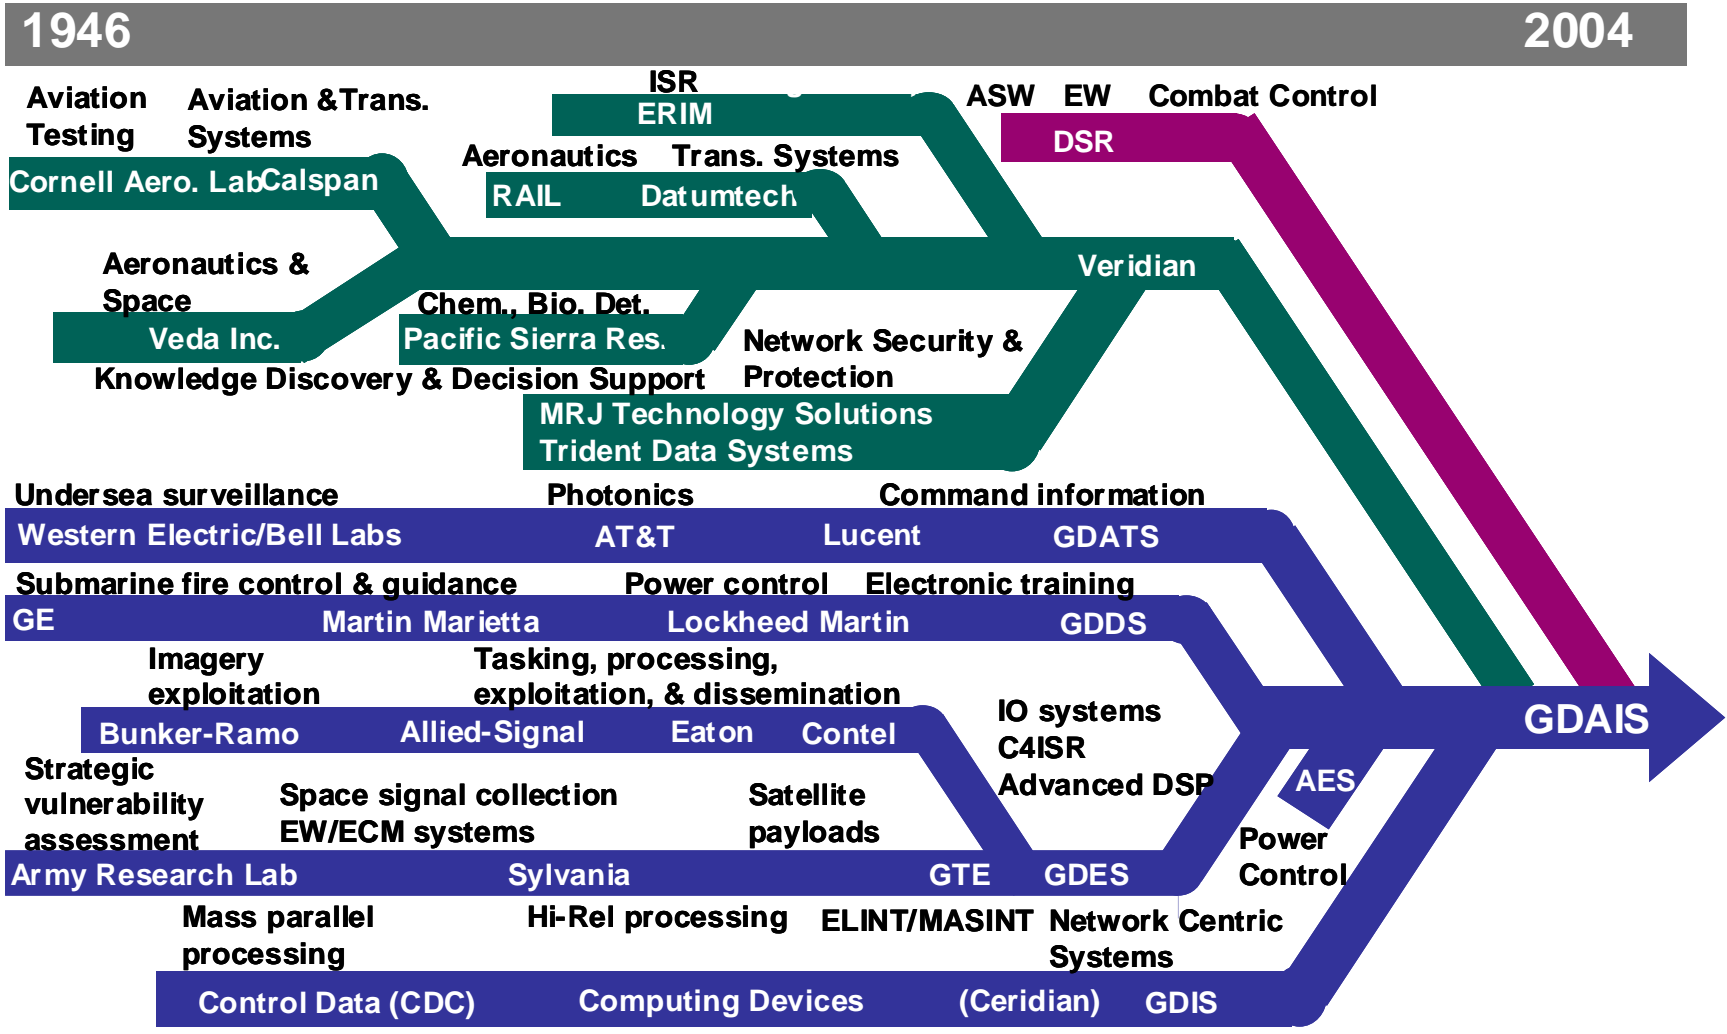 1946 2004
ISR
Aviation
Testing
Aviation &Trans.
Systems
ASW EW Combat Control
ERIM
DSR
Aeronautics Trans. Systems
Cornell Aero. Lab Calspan
RAIL Datumtech
Aeronautics &
Space
Veridian
Chem., Bio. Det.
Veda Inc.
Pacific Sierra Res.
Network Security &
Protection
Knowledge Discovery & Decision Support
MRJ Technology Solutions
Trident Data Systems
Undersea surveillance Photonics Command information
Western Electric/Bell Labs AT&T Lucent GDATS
Submarine fire control & guidance Power control Electronic training
GE Martin Marietta Lockheed Martin GDDS
Imagery
exploitation
Tasking, processing,
exploitation, & dissemination
Bunker-Ramo Allied-Signal Eaton Contel
IO systems
C4ISR
Advanced DSP
GDAIS
AES
Strategic
vulnerability
assessment
Space signal collection
EW/ECM systems
Satellite
payloads
Power
Control
Army Research Lab Sylvania GTE GDES
Mass parallel
processing
Hi-Rel processing
ELINT/MASINT
Network Centric
Systems
Control Data (CDC) Computing Devices (Ceridian) GDIS